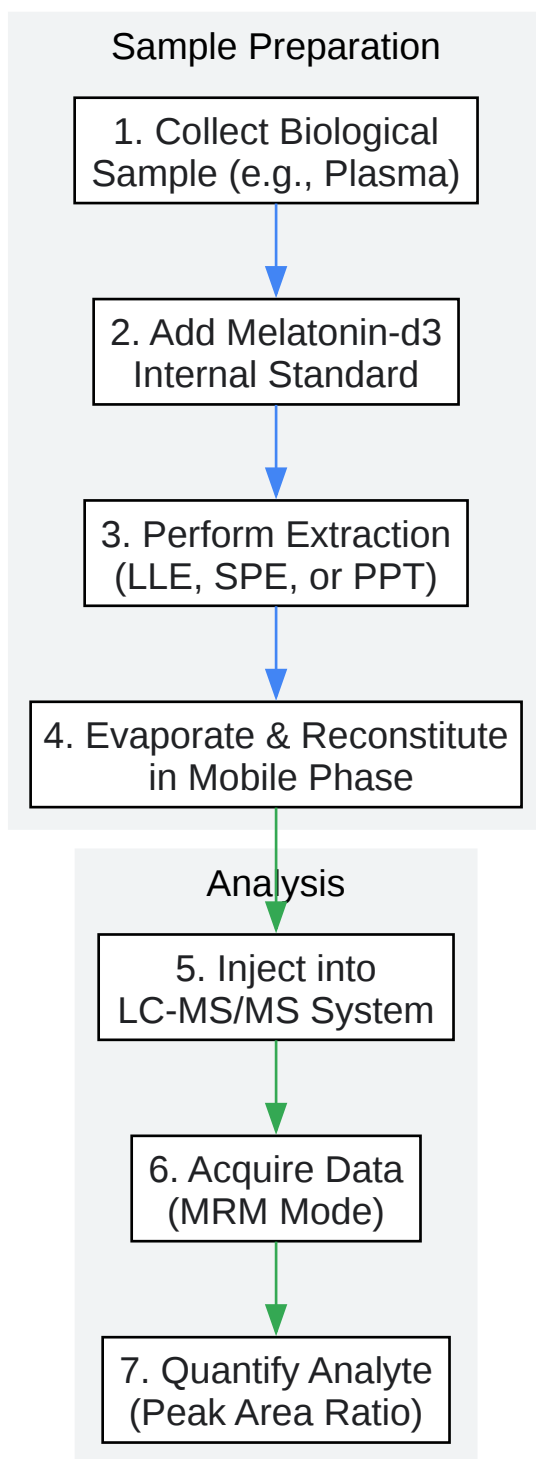 Sample Preparation
1. Collect Biological
Sample (e.g., Plasma)
2. Add Melatonin-d3
Internal Standard
3. Perform Extraction
(LLE, SPE, or PPT)
4. Evaporate & Reconstitute
in Mobile Phase
Analysis
5. Inject into
LC-MS/MS System
6. Acquire Data
(MRM Mode)
7. Quantify Analyte
(Peak Area Ratio)